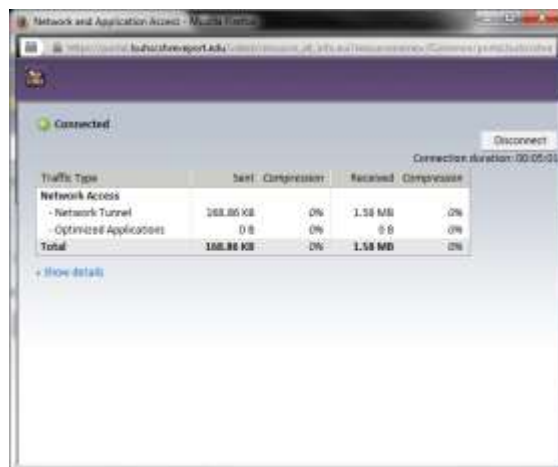 Network and Application Access - Mozilla Firefox
Connected
Disconnect
Connection duration: 00:05:01
Traffic Type Sent Compression Received Compression
Network Access
- Network Tunnel 168.86 KB 0% 1.58 MB 0%
- Optimized Applications 0 B 0% 0 B 0%
Total 168.86 KB 0% 1.58 MB 0%
Show details